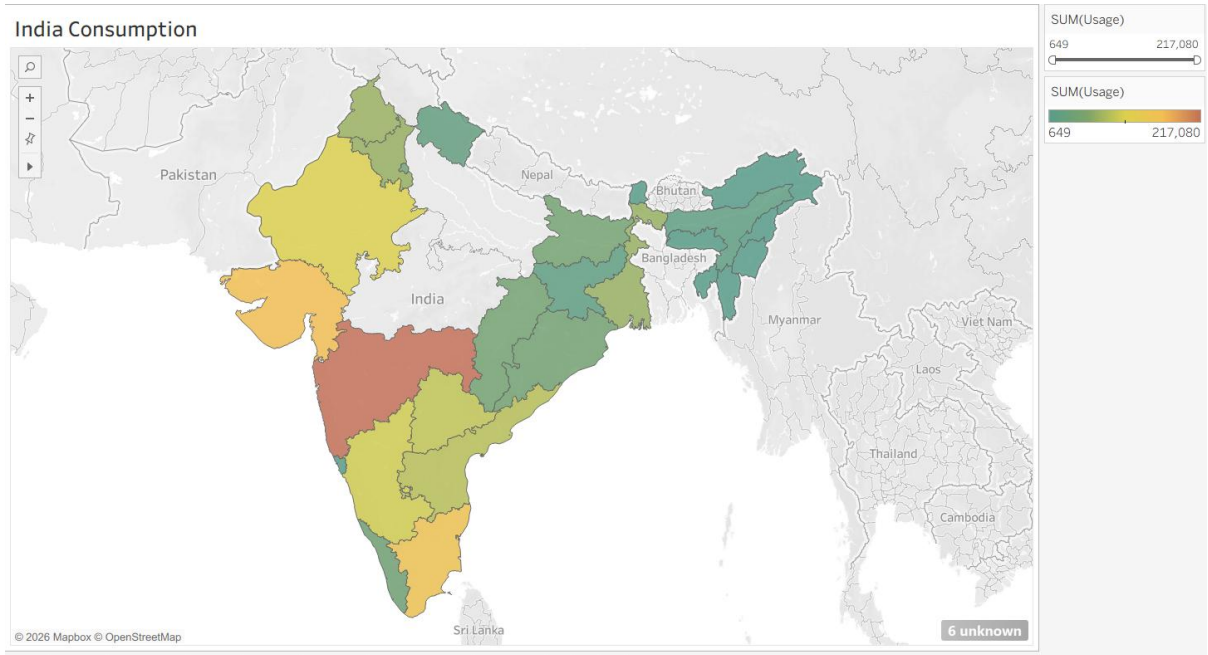 India Consumption
Pakistan
Nepal
Bhutan
Bangladesh
India
Myanmar
Viet Nam
Laos
Thailand
Cambodia
Sri Lanka
© 2026 Mapbox © OpenStreetMap
6 unknown
SUM(Usage)
649 217,080
SUM(Usage)
649 217,080